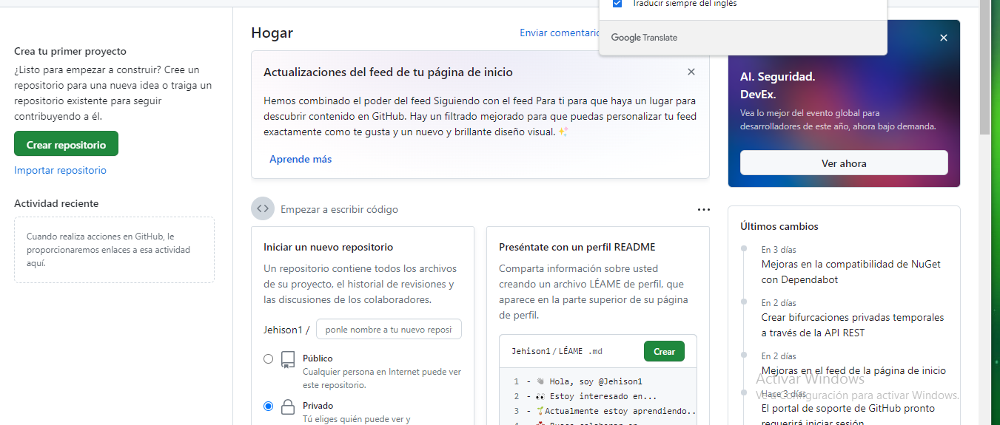 Traducir siempre del inglés
Google Translate
Crea tu primer proyecto
¿Listo para empezar a construir? Cree un
repositorio para una nueva idea o traiga un
repositorio existente para seguir
contribuyendo a él.
Crear repositorio
Importar repositorio
Actividad reciente
Cuando realiza acciones en GitHub, le
proporcionaremos enlaces a esa actividad
aquí.
Hogar
Enviar comentario
Actualizaciones del feed de tu página de inicio
Hemos combinado el poder del feed Siguiendo con el feed Para ti para que haya un lugar para
descubrir contenido en GitHub. Hay un filtrado mejorado para que puedas personalizar tu feed
exactamente como te gusta y un nuevo y brillante diseño visual. ✨
Aprende más
Empezar a escribir código
Iniciar un nuevo repositorio
Un repositorio contiene todos los archivos
de su proyecto, el historial de revisiones y
las discusiones de los colaboradores.
Jehison1 /
ponle nombre a tu nuevo reposi
Público
Cualquier persona en Internet puede ver
este repositorio.
Privado
Tú eliges quién puede ver y
Preséntate con un perfil README
Comparta información sobre usted
creando un archivo LÉAME de perfil, que
aparece en la parte superior de su página
de perfil.
Jehison1 / LÉAME .md
Crear
1 - 👋 Hola, soy @Jehison1
2 - 👀 Estoy interesado en...
3 - 🌱Actualmente estoy aprendiendo..
AI. Seguridad.
DevEx.
Vea lo mejor del evento global para
desarrolladores de este año, ahora bajo demanda.
Ver ahora
Últimos cambios
En 3 días
Mejoras en la compatibilidad de NuGet
con Dependabot
En 2 días
Crear bifurcaciones privadas temporales
a través de la API REST
En 2 días
Mejoras en el feed de la página de inicio
Activar Windows
Hace 3 días
Ve a Configuración para activar Windows.
El portal de soporte de GitHub pronto
requerirá iniciar sesión